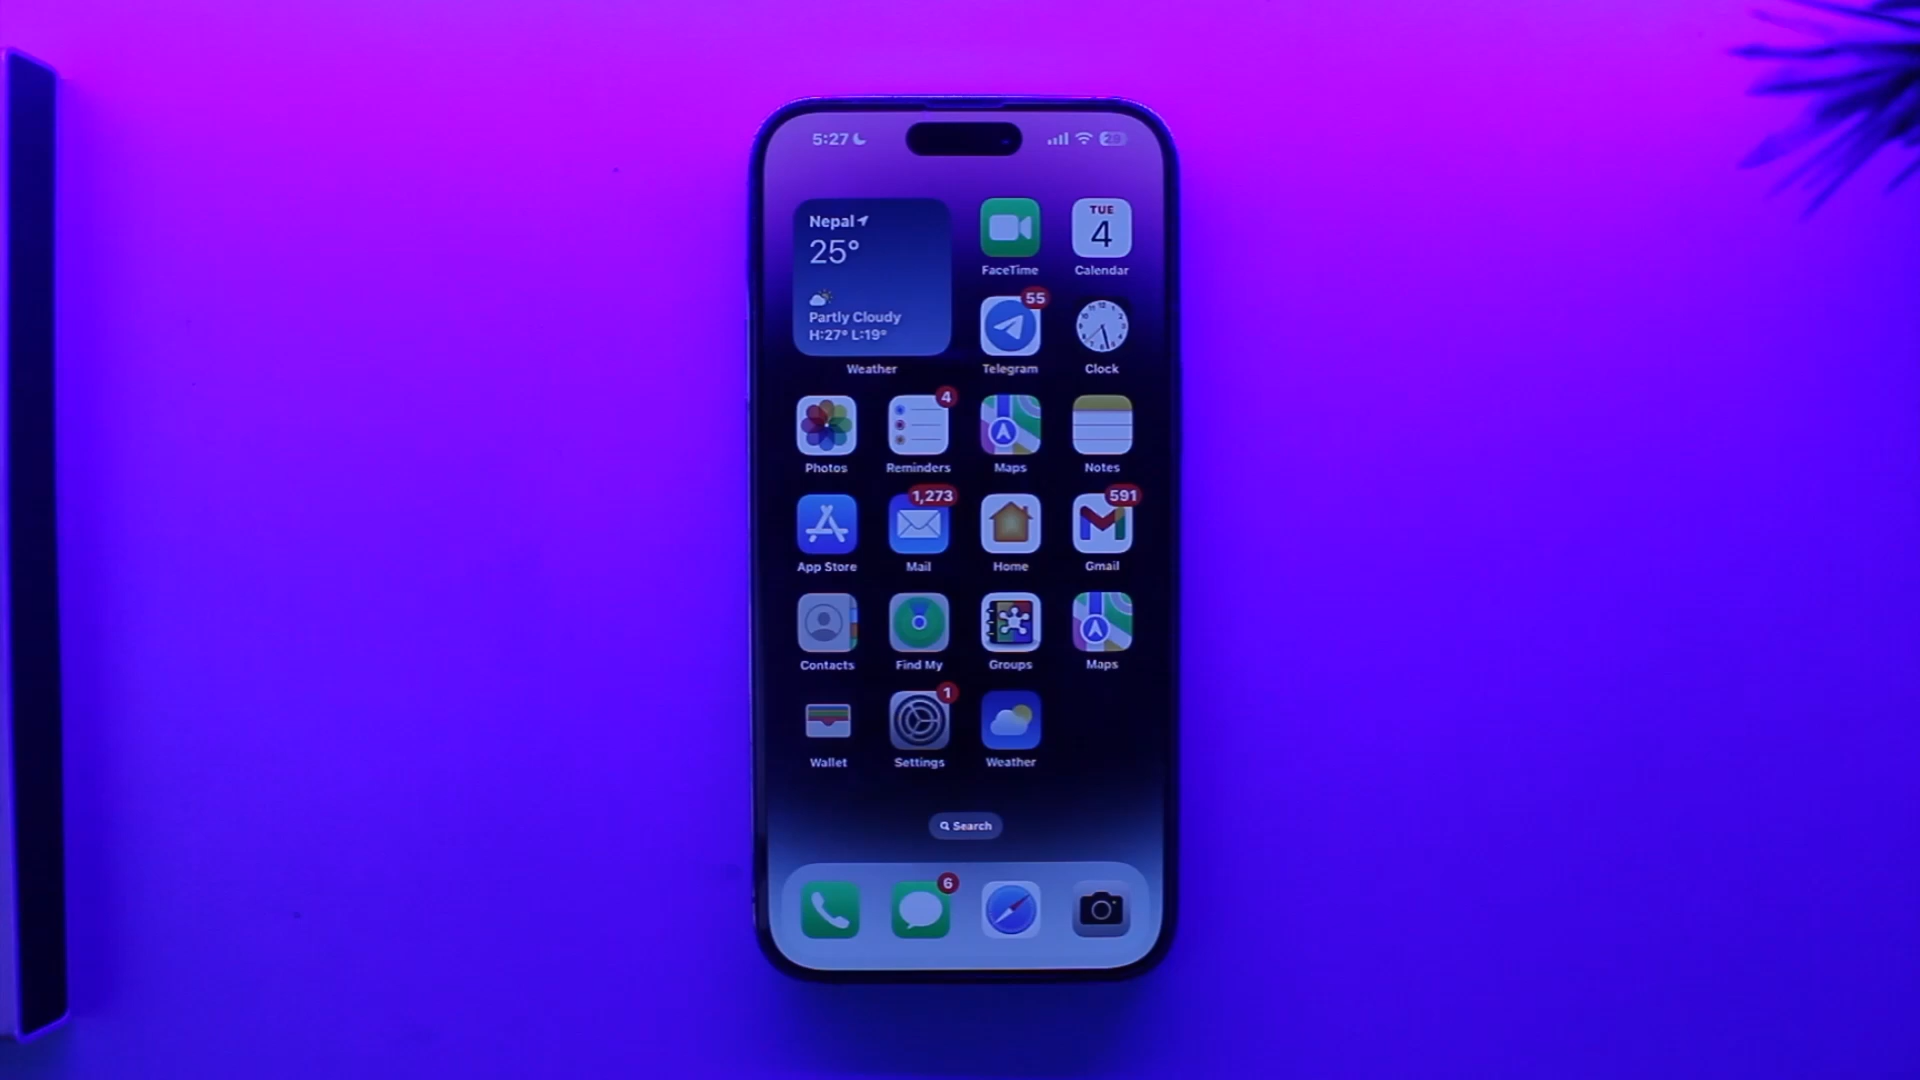 5:27
29
Nepal
25°
Partly Cloudy
H:27° L:19°
Weather
FaceTime
TUE
4
Calendar
55
Telegram
Clock
Photos
4
Reminders
Maps
Notes
App Store
1,273
Mail
Home
591
Gmail
Contacts
Find My
Groups
Maps
Wallet
1
Settings
Weather
Search
6